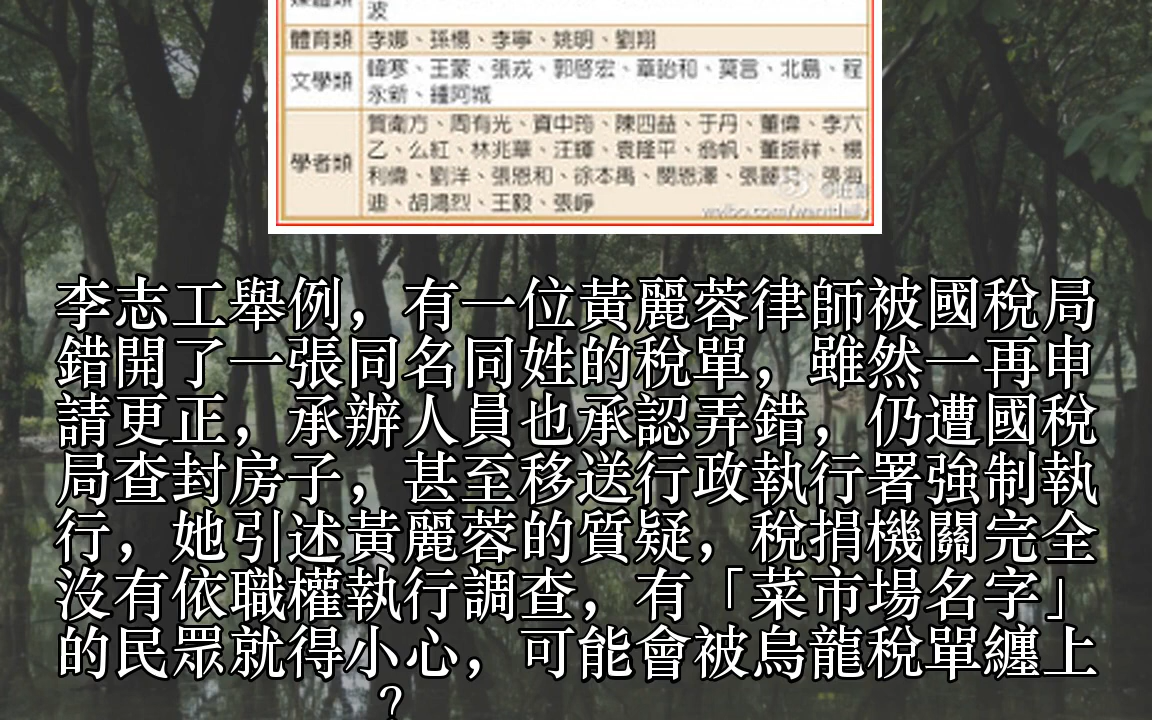 波
體育類 李娜、孫楊、李寧、姚明、劉翔
文學類 韓寒、王蒙、張戎、郭啓宏、章詒和、莫言、北島、程
永新、鍾阿城
學者類 賀衛方、周有光、資中筠、陳四益、于丹、董偉、李六
乙、么紅、林兆華、汪暉、袁隆平、翁帆、董振祥、楊
利偉、劉洋、張恩和、徐本禹、閔恩澤、張麗、張海
迪、胡鴻烈、王毅、張崢
李志工舉例，有一位黃麗蓉律師被國稅局
錯開了一張同名同姓的稅單，雖然一再申
請更正，承辦人員也承認弄錯，仍遭國稅
局查封房子，甚至移送行政執行署強制執
行，她引述黃麗蓉的質疑，稅捐機關完全
沒有依職權執行調查，有「菜市場名字」
的民眾就得小心，可能會被烏龍稅單纏上
？